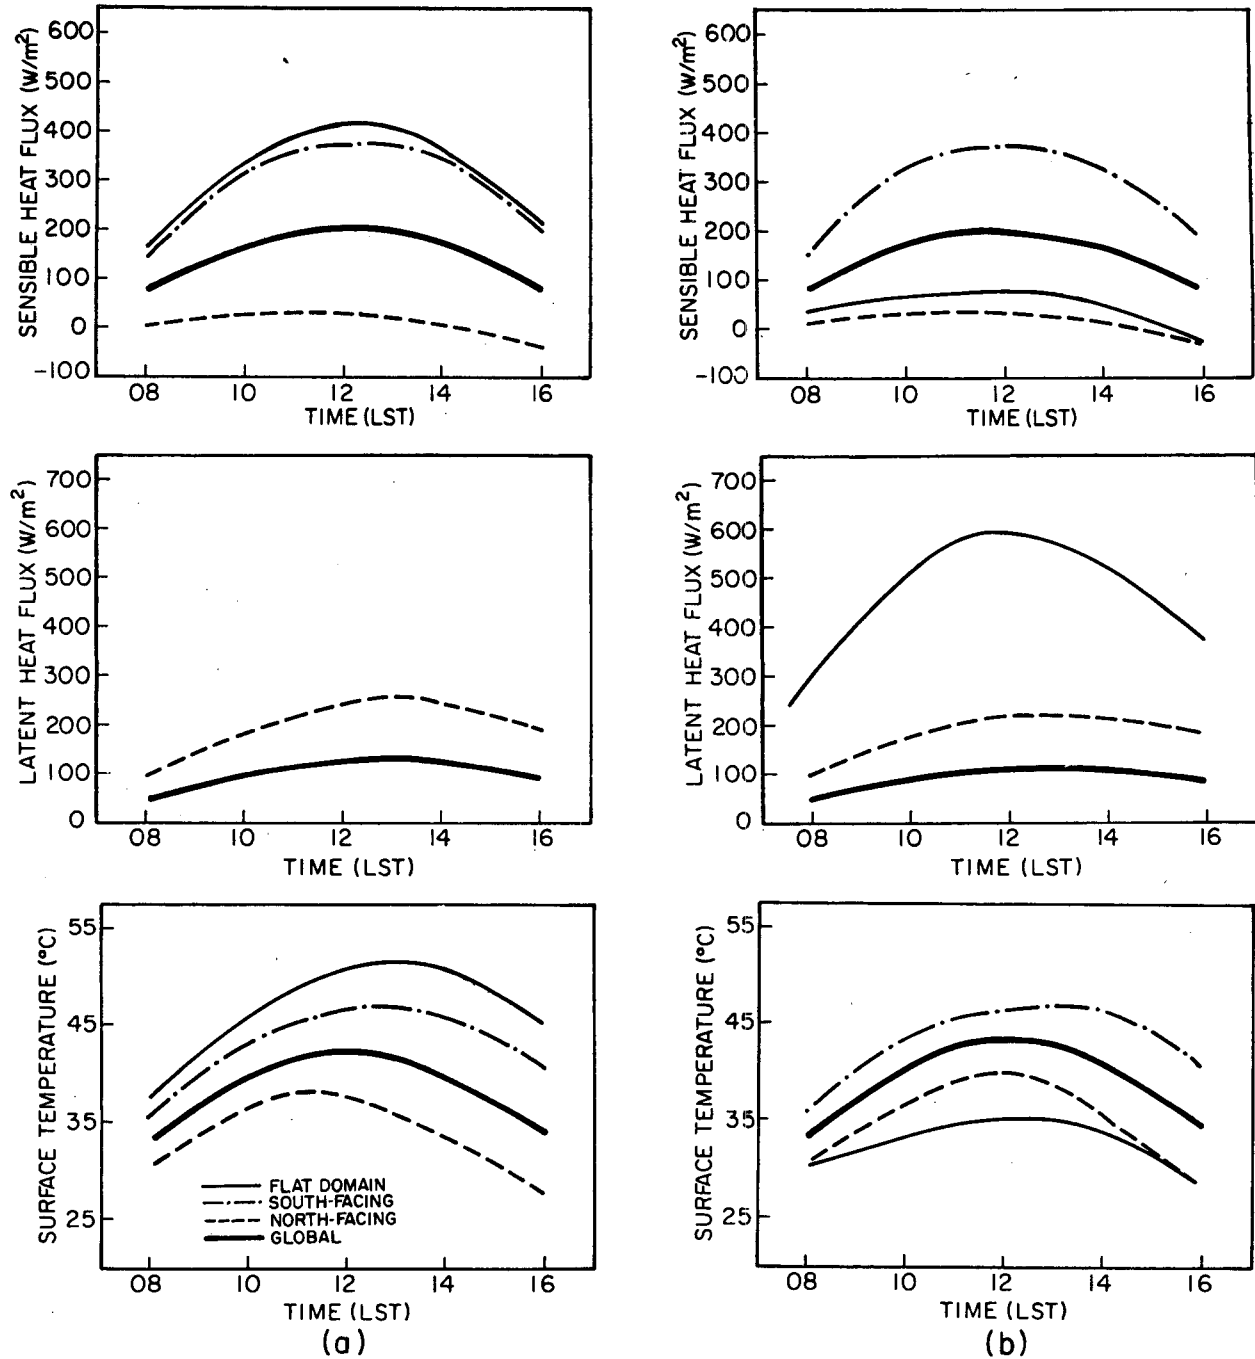 SENSIBLE HEAT FLUX (W/m²)
600
500
400
300
200
100
0
−100
08 10 12 14 16
TIME (LST)
SENSIBLE HEAT FLUX (W/m²)
600
500
400
300
200
100
0
−100
08 10 12 14 16
TIME (LST)
LATENT HEAT FLUX (W/m²)
700
600
500
400
300
200
100
0
08 10 12 14 16
TIME (LST)
LATENT HEAT FLUX (W/m²)
700
600
500
400
300
200
100
0
08 10 12 14 16
TIME (LST)
SURFACE TEMPERATURE (°C)
55
45
35
25
FLAT DOMAIN
SOUTH-FACING
NORTH-FACING
GLOBAL
08 10 12 14 16
TIME (LST)
(a)
SURFACE TEMPERATURE (°C)
55
45
35
25
08 10 12 14 16
TIME (LST)
(b)